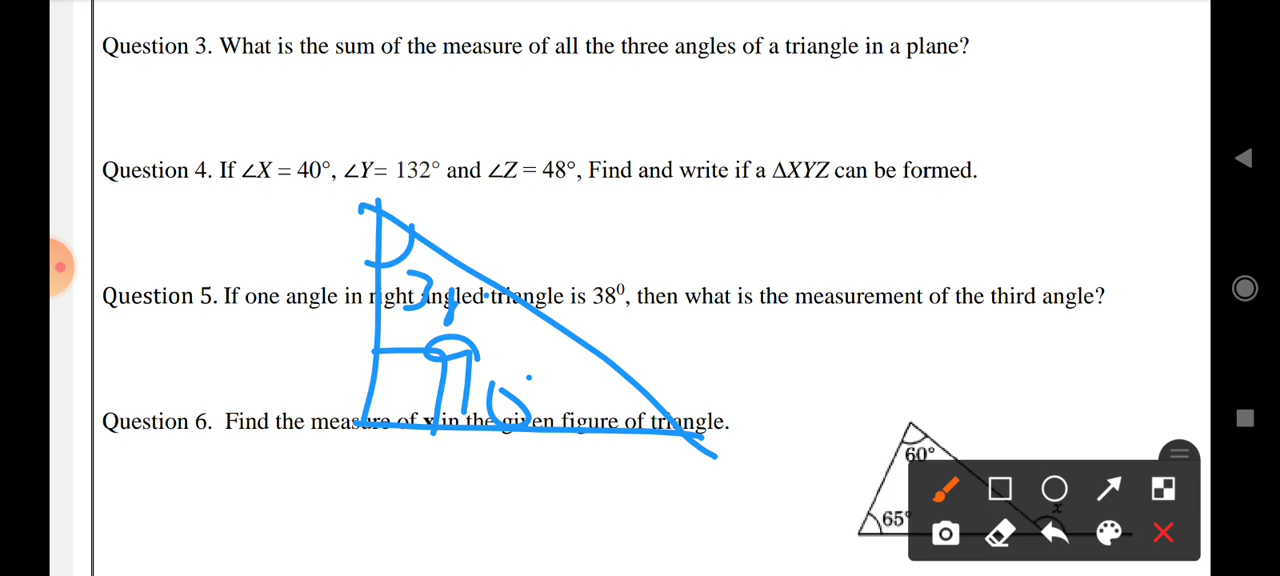 Question 3. What is the sum of the measure of all the three angles of a triangle in a plane?
Question 4. If ∠X = 40°, ∠Y= 132° and ∠Z = 48°, Find and write if a ΔXYZ can be formed.
Question 5. If one angle in right angled triangle is 38⁰, then what is the measurement of the third angle?
Question 6. Find the measure of x in the given figure of triangle.
60°
65°
x